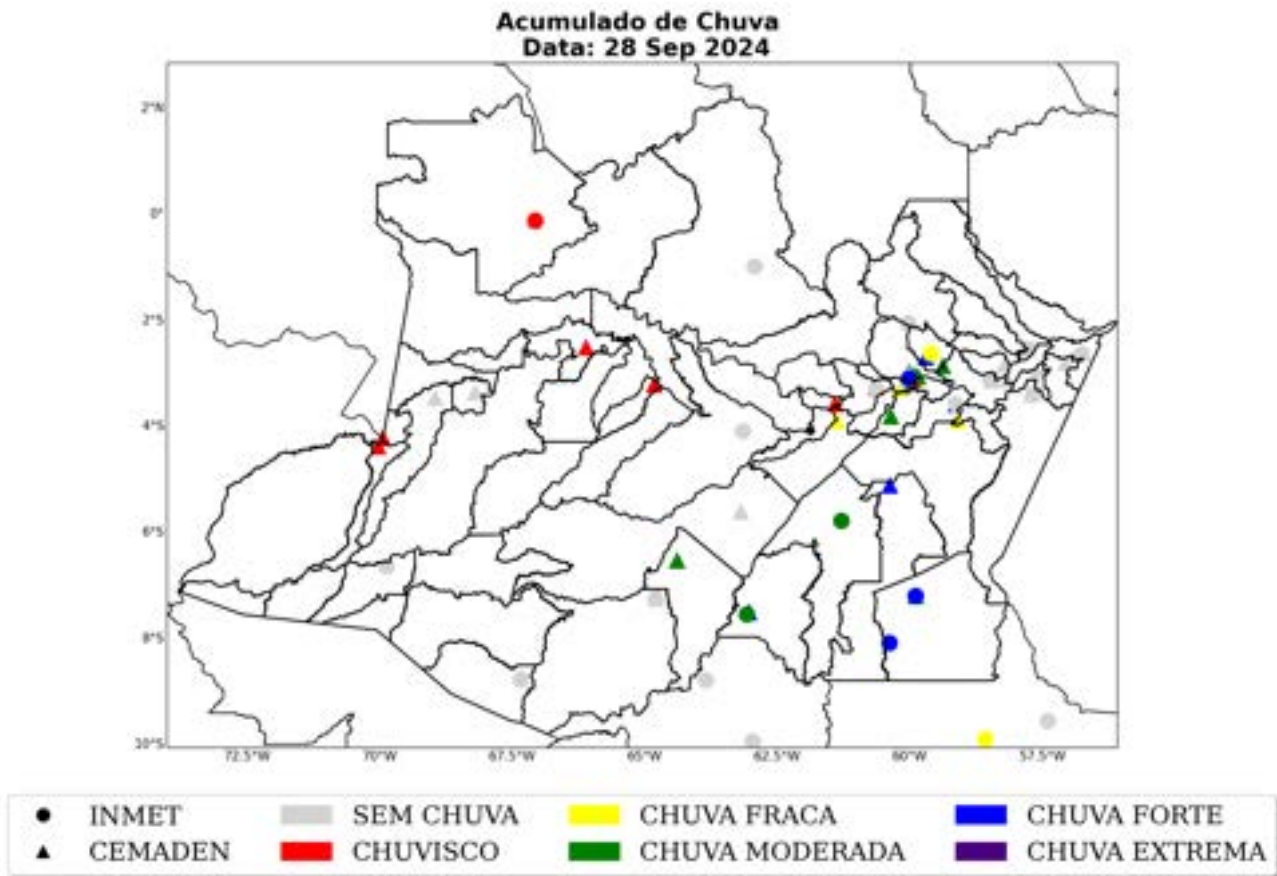 Acumulado de Chuva
Data: 28 Sep 2024
2°N
0°
2°S
4°S
6°S
8°S
10°S
72.5°W 70°W 67.5°W 65°W 62.5°W 60°W 57.5°W
INMET SEM CHUVA CHUVA FRACA CHUVA FORTE
CEMADEN CHUVISCO CHUVA MODERADA CHUVA EXTREMA